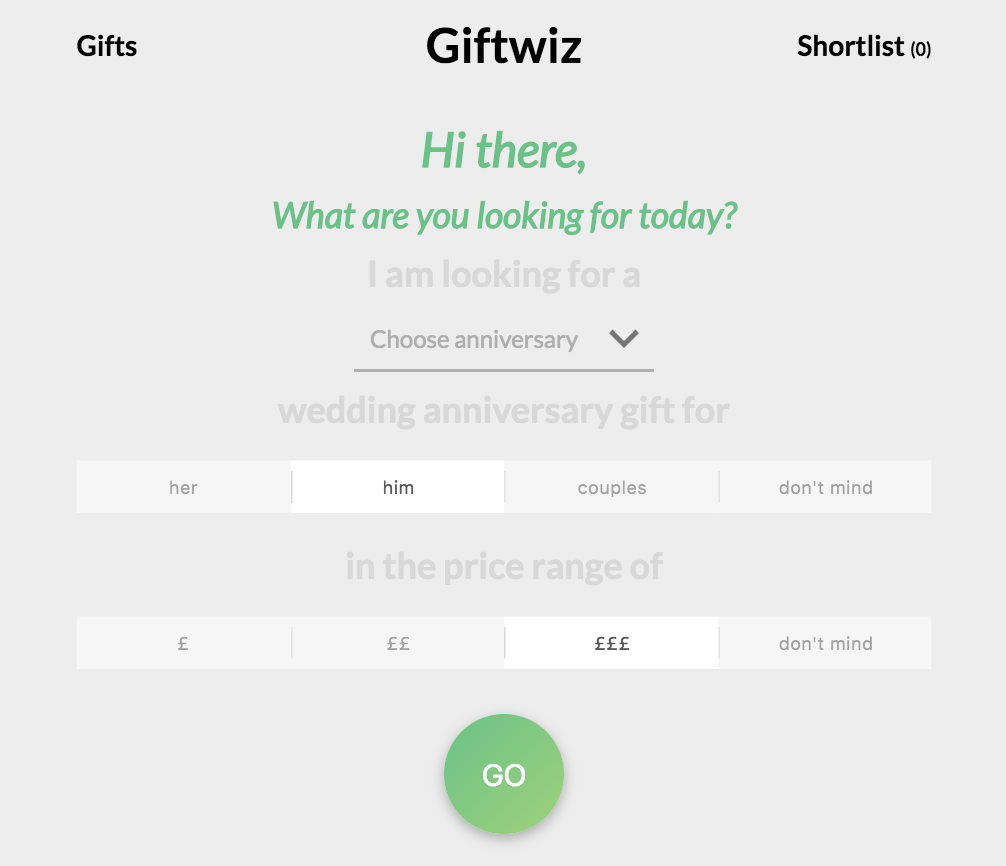 Gifts
Giftwiz
Shortlist (0)
Hi there,
What are you looking for today?
I am looking for a
Choose anniversary
wedding anniversary gift for
her
him
couples
don't mind
in the price range of
£
££
£££
don't mind
GO